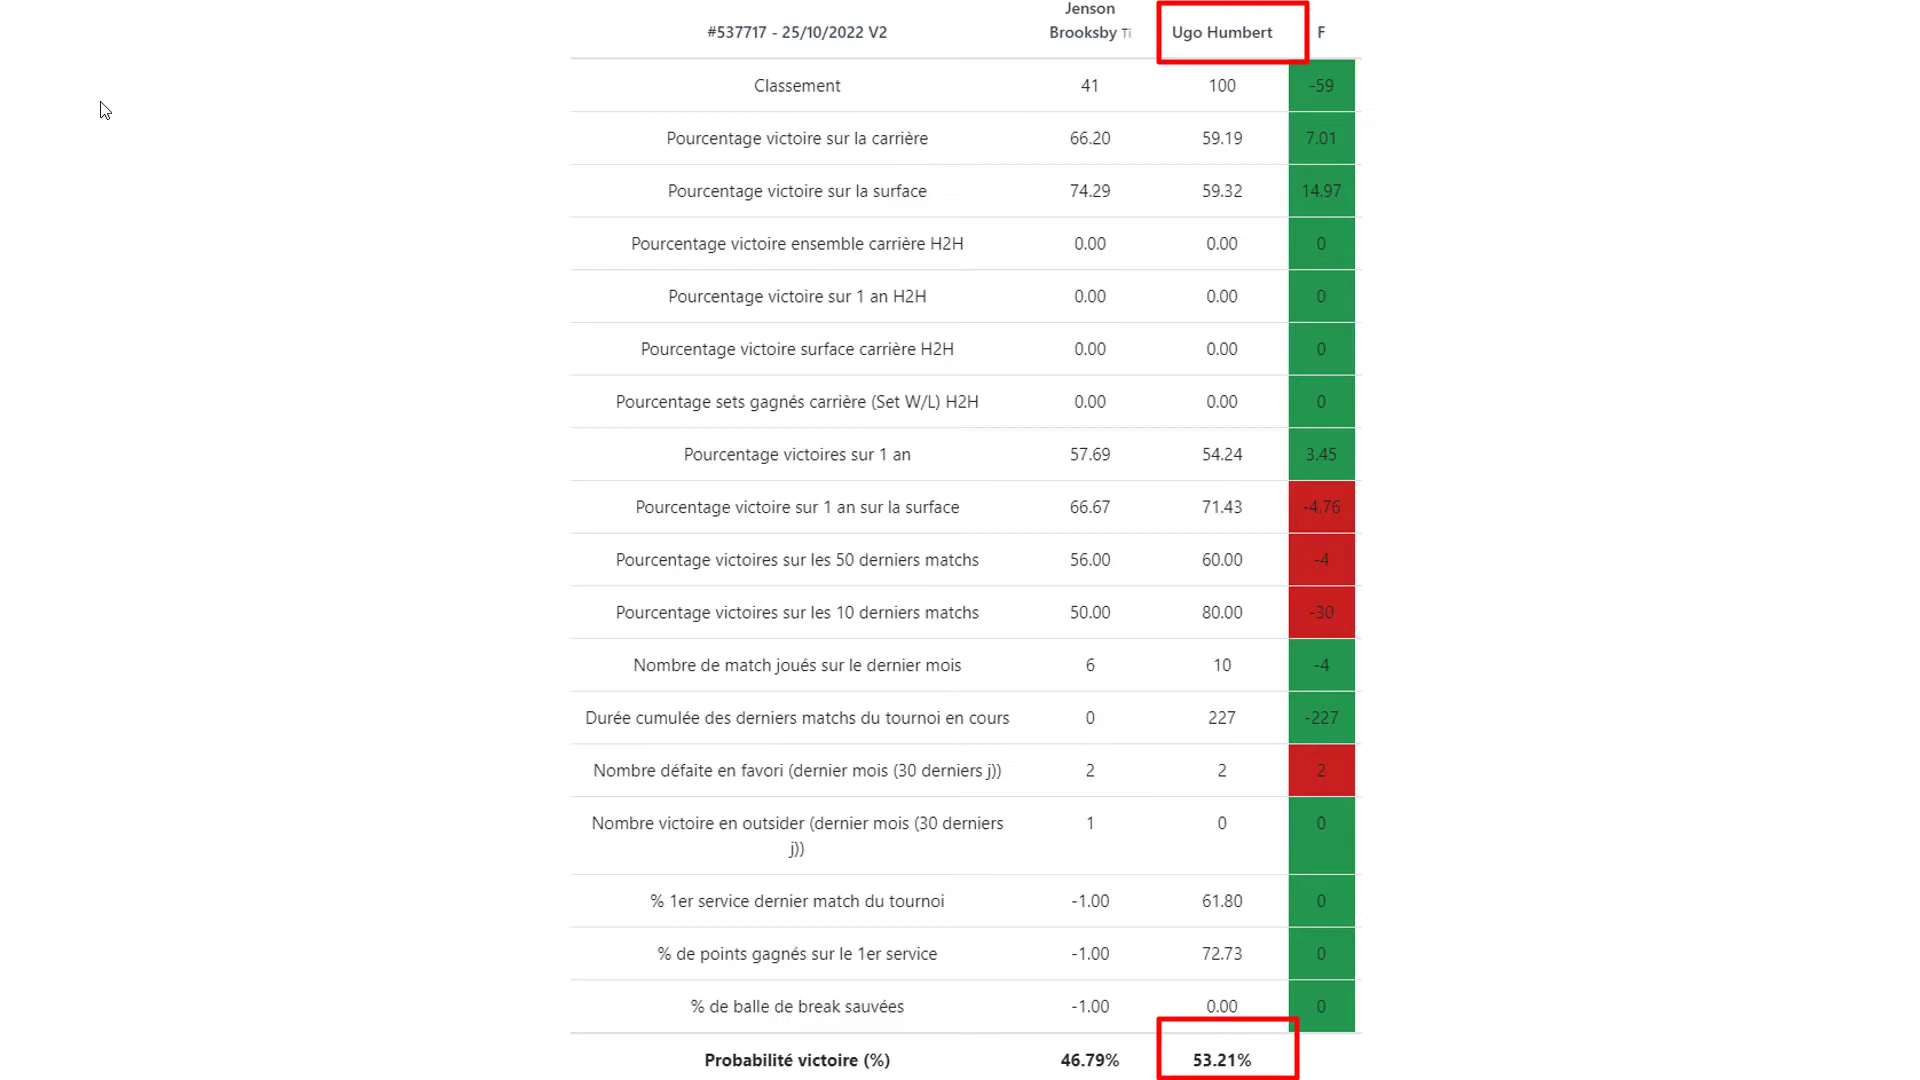 Jenson
#537717 - 25/10/2022 V2 Brooksby Ti Ugo Humbert F
Classement 41 100 -59
Pourcentage victoire sur la carrière 66.20 59.19 7.01
Pourcentage victoire sur la surface 74.29 59.32 14.97
Pourcentage victoire ensemble carrière H2H 0.00 0.00 0
Pourcentage victoire sur 1 an H2H 0.00 0.00 0
Pourcentage victoire surface carrière H2H 0.00 0.00 0
Pourcentage sets gagnés carrière (Set W/L) H2H 0.00 0.00 0
Pourcentage victoires sur 1 an 57.69 54.24 3.45
Pourcentage victoire sur 1 an sur la surface 66.67 71.43 -4.76
Pourcentage victoires sur les 50 derniers matchs 56.00 60.00 -4
Pourcentage victoires sur les 10 derniers matchs 50.00 80.00 -30
Nombre de match joués sur le dernier mois 6 10 -4
Durée cumulée des derniers matchs du tournoi en cours 0 227 -227
Nombre défaite en favori (dernier mois (30 derniers j)) 2 2 2
Nombre victoire en outsider (dernier mois (30 derniers 1 0 0
j))
% 1er service dernier match du tournoi -1.00 61.80 0
% de points gagnés sur le 1er service -1.00 72.73 0
% de balle de break sauvées -1.00 0.00 0
Probabilité victoire (%) 46.79% 53.21%